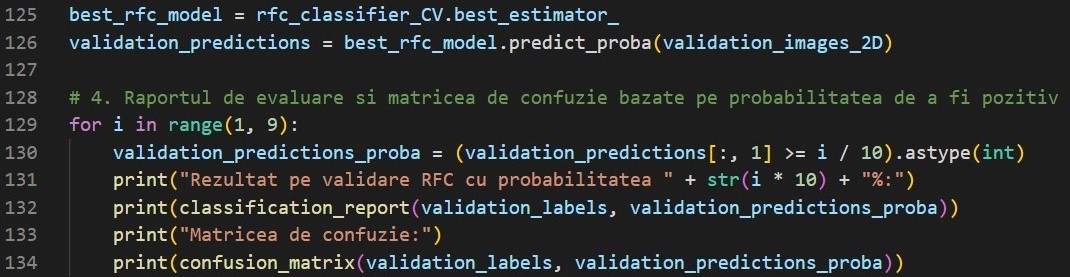 125 best_rfc_model = rfc_classifier_CV.best_estimator_
126 validation_predictions = best_rfc_model.predict_proba(validation_images_2D)
127
128 # 4. Raportul de evaluare si matricea de confuzie bazate pe probabilitatea de a fi pozitiv
129 for i in range(1, 9):
130     validation_predictions_proba = (validation_predictions[:, 1] >= i / 10).astype(int)
131     print("Rezultat pe validare RFC cu probabilitatea " + str(i * 10) + "%:")
132     print(classification_report(validation_labels, validation_predictions_proba))
133     print("Matricea de confuzie:")
134     print(confusion_matrix(validation_labels, validation_predictions_proba))